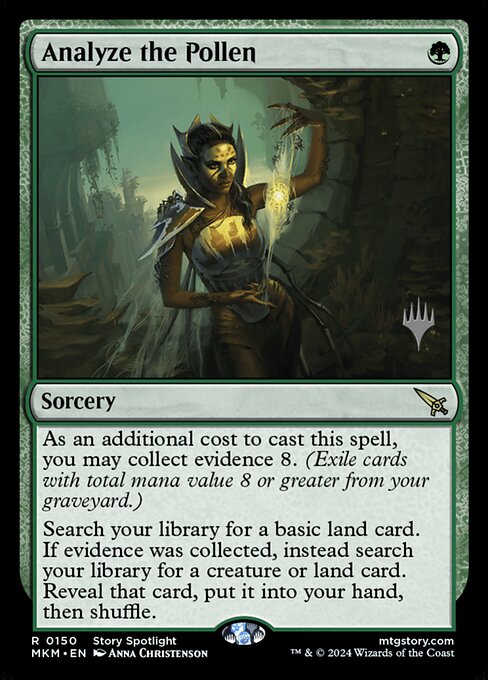 Analyze the Pollen
Sorcery
As an additional cost to cast this spell,
you may collect evidence 8. (Exile cards
with total mana value 8 or greater from your
graveyard.)
Search your library for a basic land card.
If evidence was collected, instead search
your library for a creature or land card.
Reveal that card, put it into your hand,
then shuffle.
R 0150 Story Spotlight mtgstory.com
MKM • EN Anna Christenson ™ & © 2024 Wizards of the Coast